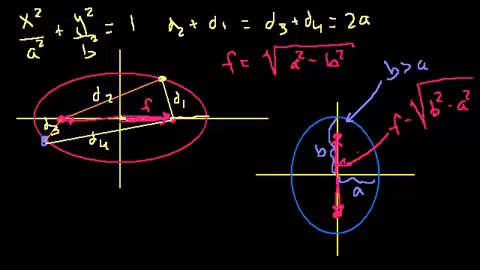 x²/a² + y²/b² = 1   d₂ + d₁ = d₃ + d₄ = 2a
f = √(a² - b²)
b > a
f = √(b² - a²)
d₂
f
d₁
d₃
d₄
b
a